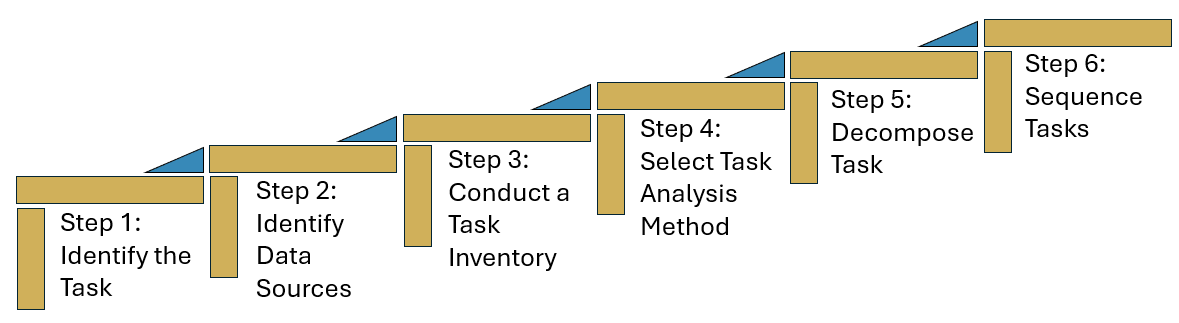 Step 1:
Identify the
Task
Step 2:
Identify
Data
Sources
Step 3:
Conduct a
Task
Inventory
Step 4:
Select Task
Analysis
Method
Step 5:
Decompose
Task
Step 6:
Sequence
Tasks